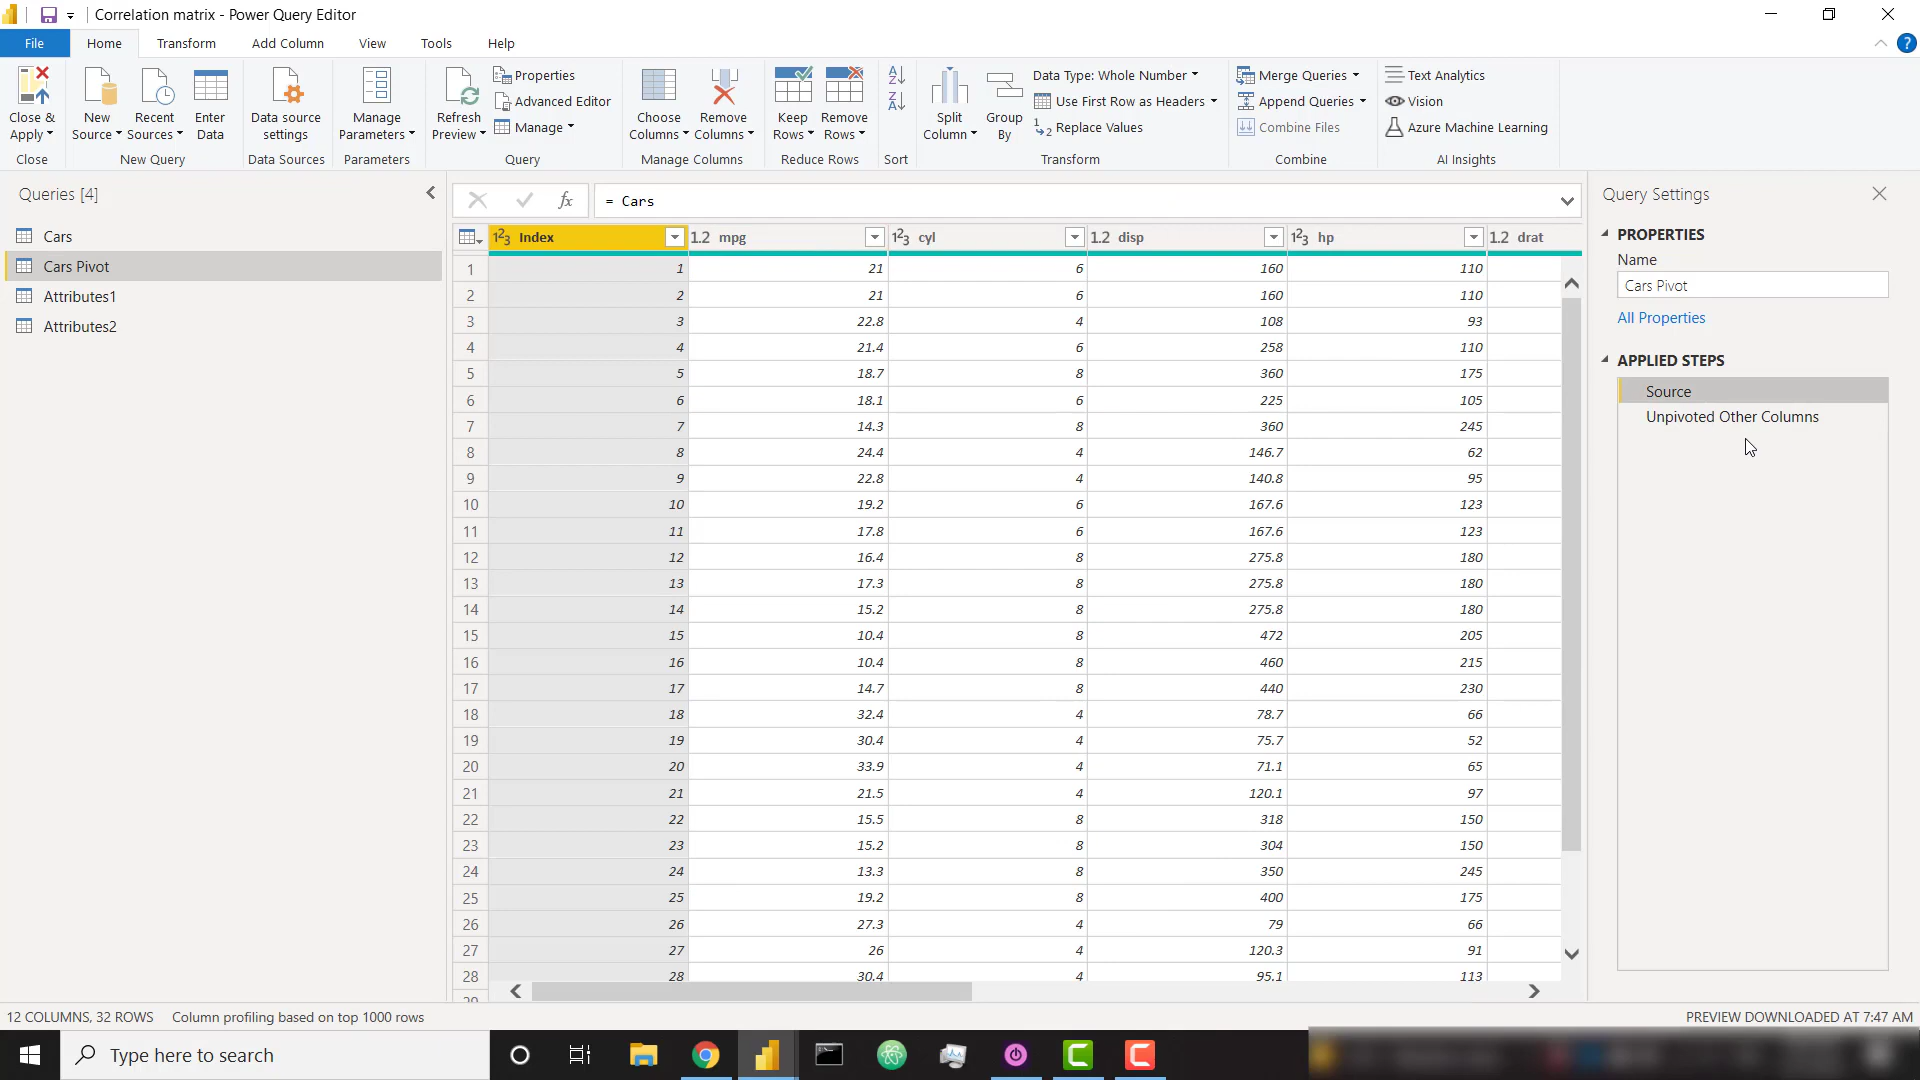 Correlation matrix - Power Query Editor
File Home Transform Add Column View Tools Help
Close & Apply
Close
New Source
Recent Sources
Enter Data
New Query
Data source settings
Data Sources
Manage Parameters
Parameters
Refresh Preview
Properties
Advanced Editor
Manage
Query
Choose Columns
Remove Columns
Manage Columns
Keep Rows
Remove Rows
Reduce Rows
Sort
Split Column
Group By
Data Type: Whole Number
Use First Row as Headers
Replace Values
Transform
Merge Queries
Append Queries
Combine Files
Combine
Text Analytics
Vision
Azure Machine Learning
AI Insights
Queries [4]
Cars
Cars Pivot
Attributes1
Attributes2
fx = Cars
123 Index 1.2 mpg 123 cyl 1.2 disp 123 hp 1.2 drat
1 1 21 6 160 110
2 2 21 6 160 110
3 3 22.8 4 108 93
4 4 21.4 6 258 110
5 5 18.7 8 360 175
6 6 18.1 6 225 105
7 7 14.3 8 360 245
8 8 24.4 4 146.7 62
9 9 22.8 4 140.8 95
10 10 19.2 6 167.6 123
11 11 17.8 6 167.6 123
12 12 16.4 8 275.8 180
13 13 17.3 8 275.8 180
14 14 15.2 8 275.8 180
15 15 10.4 8 472 205
16 16 10.4 8 460 215
17 17 14.7 8 440 230
18 18 32.4 4 78.7 66
19 19 30.4 4 75.7 52
20 20 33.9 4 71.1 65
21 21 21.5 4 120.1 97
22 22 15.5 8 318 150
23 23 15.2 8 304 150
24 24 13.3 8 350 245
25 25 19.2 8 400 175
26 26 27.3 4 79 66
27 27 26 4 120.3 91
28 28 30.4 4 95.1 113
29
Query Settings
PROPERTIES
Name
Cars Pivot
All Properties
APPLIED STEPS
Source
Unpivoted Other Columns
12 COLUMNS, 32 ROWS Column profiling based on top 1000 rows
PREVIEW DOWNLOADED AT 7:47 AM
Type here to search